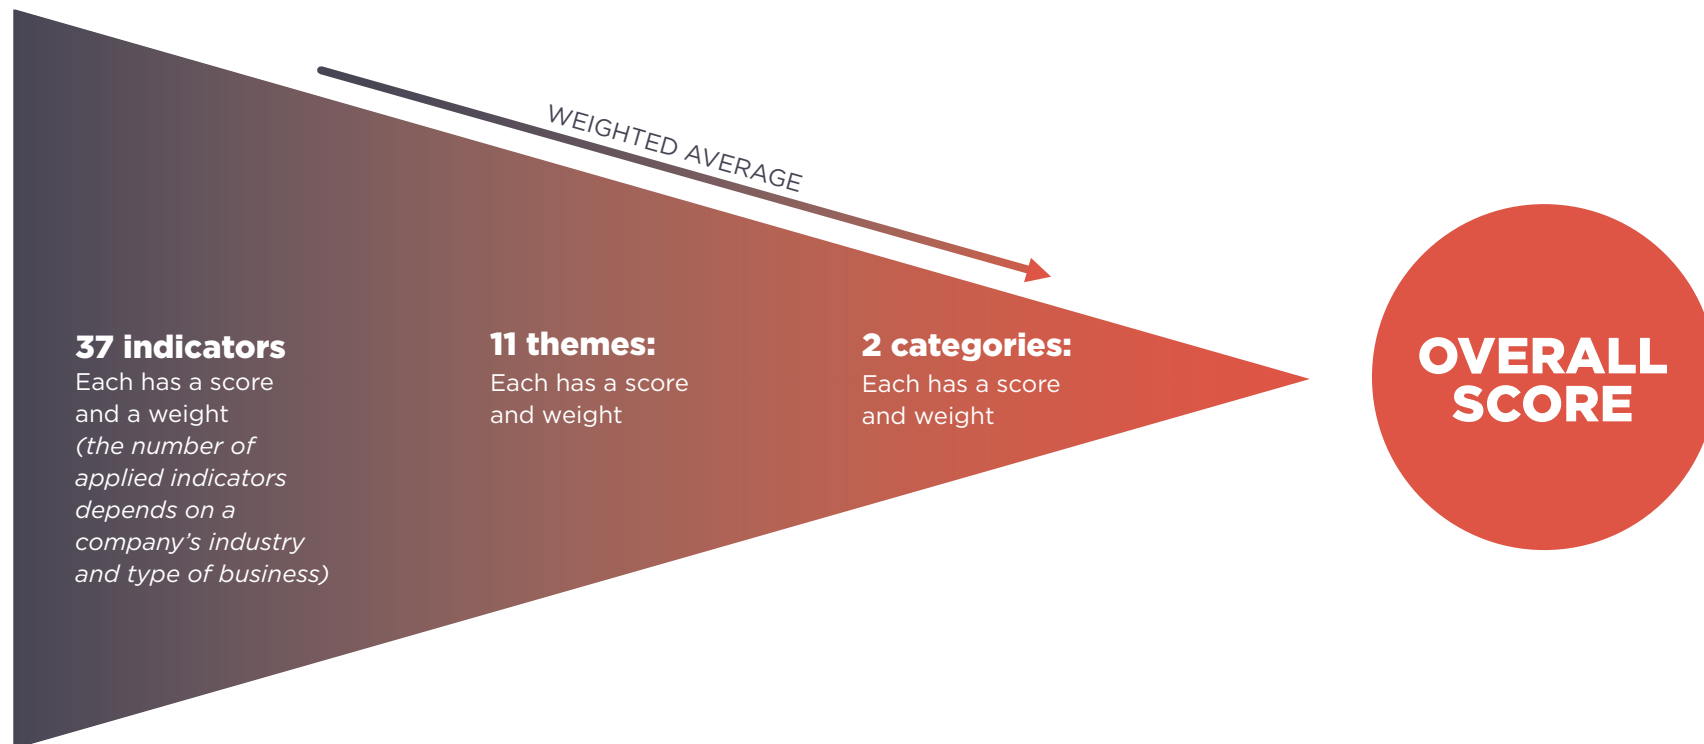 WEIGHTED AVERAGE
37 indicators
Each has a score
and a weight
(the number of
applied indicators
depends on a
company’s industry
and type of business)
11 themes:
Each has a score
and weight
2 categories:
Each has a score
and weight
OVERALL
SCORE